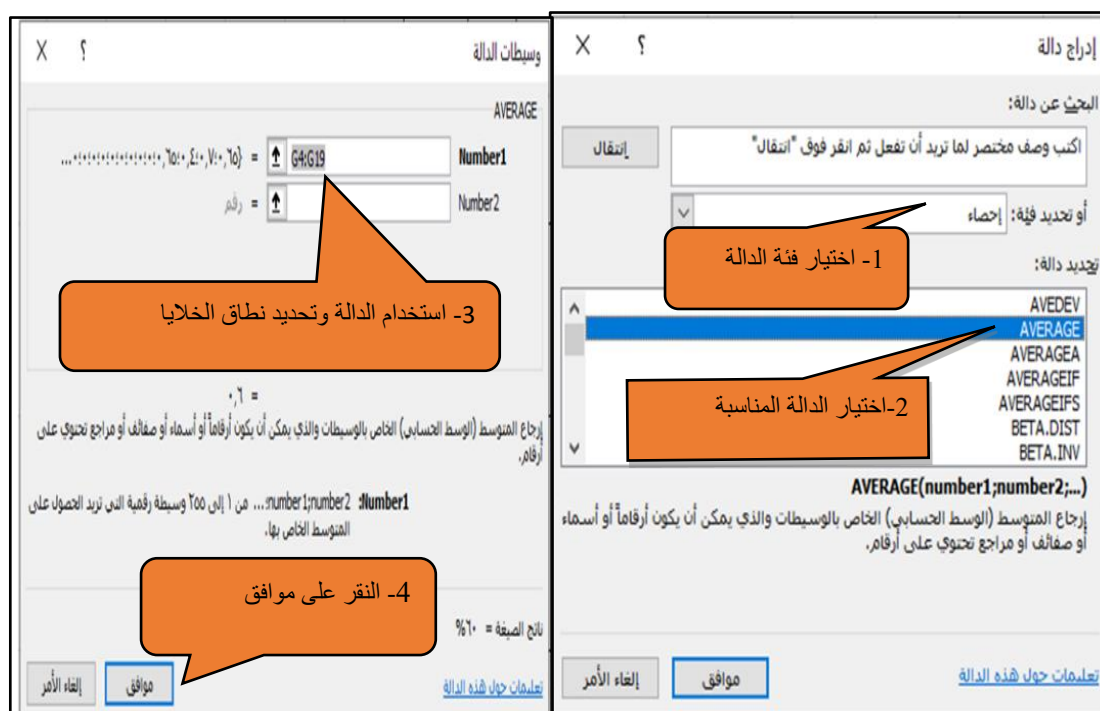 إدراج دالة
؟ X
البحث عن دالة:
اكتب وصف مختصر لما تريد أن تفعل ثم انقر فوق "انتقال"
إنتقال
أو تحديد فئة: إحصاء
1- اختيار فئة الدالة
تحديد دالة:
AVEDEV
AVERAGE
AVERAGEA
AVERAGEIF
AVERAGEIFS
BETA.DIST
BETA.INV
2-اختيار الدالة المناسبة
AVERAGE(number1;number2;...)
إرجاع المتوسط (الوسط الحسابي) الخاص بالوسيطات والذي يمكن أن يكون أرقاماً أو أسماء
أو صفائف أو مراجع تحتوي على أرقام.
تعليمات حول هذه الدالة
موافق
إلغاء الأمر
وسيطات الدالة
؟ X
AVERAGE
Number1 G4:G19 =
Number2 = رقم
3- استخدام الدالة وتحديد نطاق الخلايا
= ٠,٦
إرجاع المتوسط (الوسط الحسابي) الخاص بالوسيطات والذي يمكن أن يكون أرقاماً أو أسماء أو صفائف أو مراجع تحتوي على
أرقام.
Number1: number1;number2;... من ١ إلى ٢٥٥ وسيطة رقمية التي تريد الحصول على
المتوسط الخاص بها.
4- النقر على موافق
ناتج الصيغة = ٦٠%
تعليمات حول هذه الدالة
موافق
إلغاء الأمر